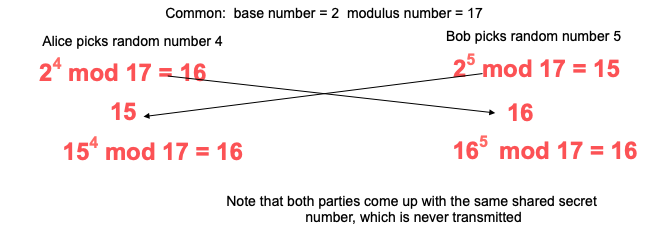 Common: base number = 2 modulus number = 17
Alice picks random number 4
Bob picks random number 5
2⁴ mod 17 = 16
2⁵ mod 17 = 15
15
16
15⁴ mod 17 = 16
16⁵ mod 17 = 16
Note that both parties come up with the same shared secret
number, which is never transmitted